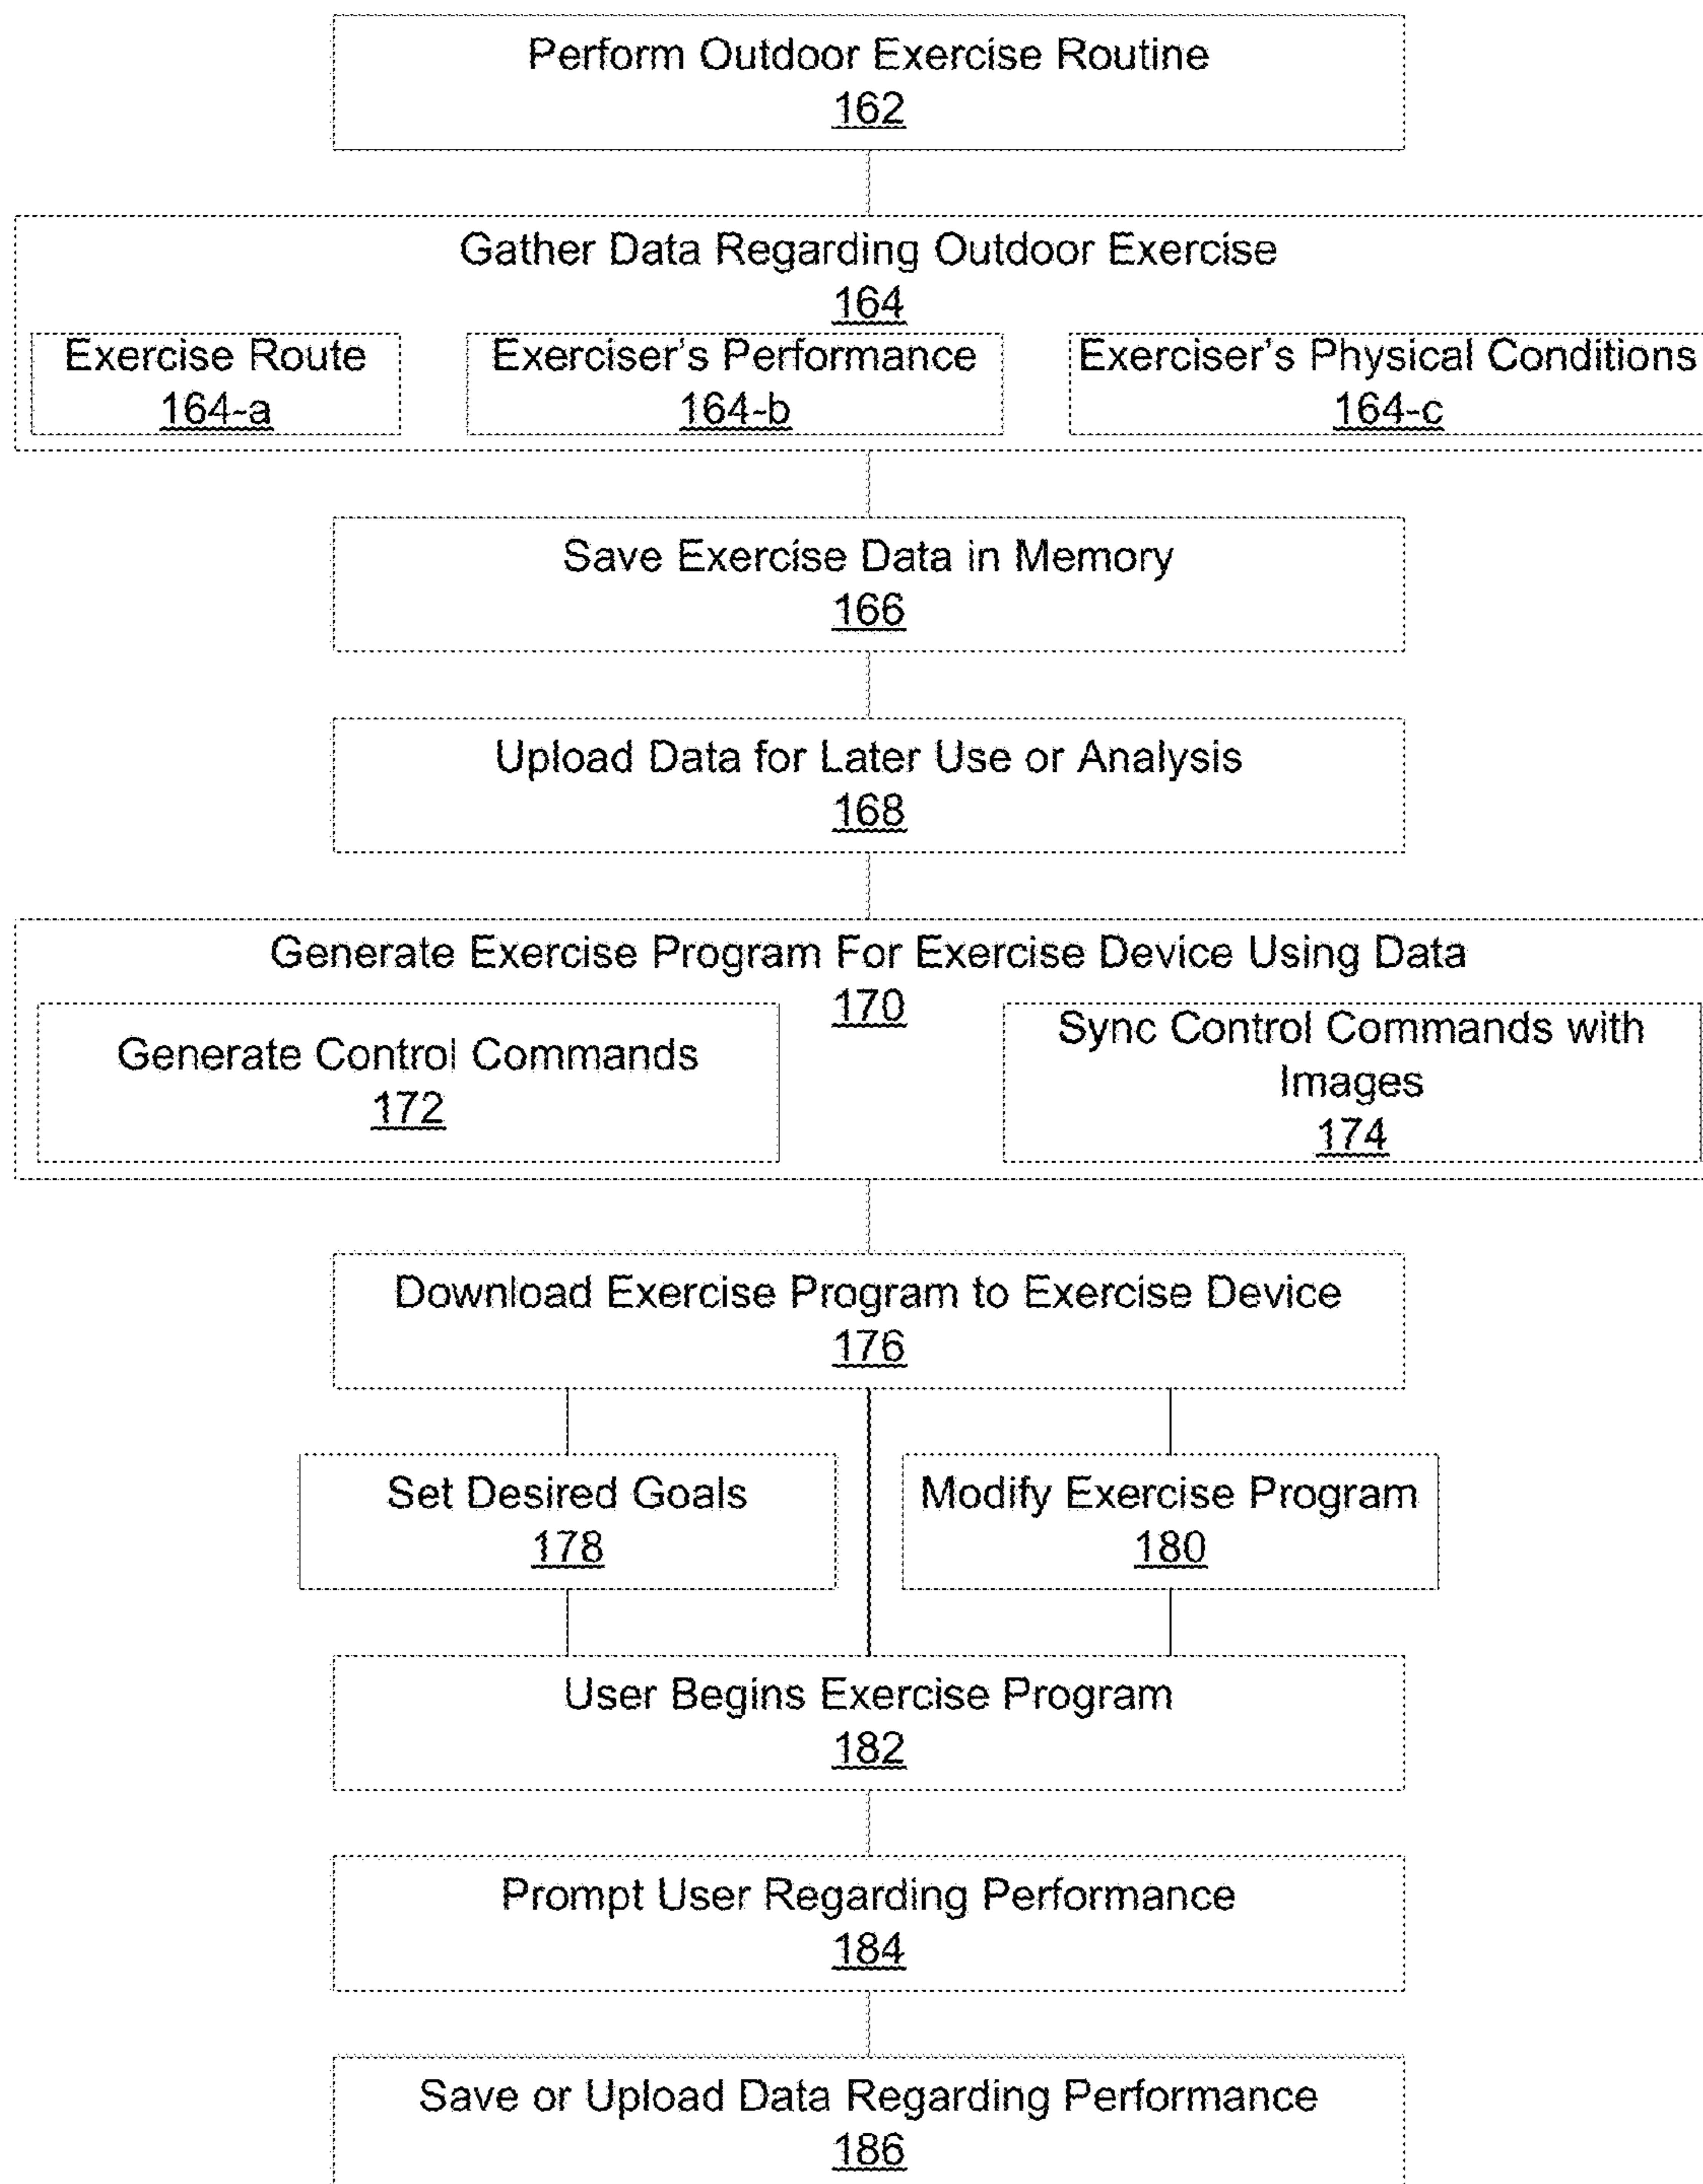 Perform Outdoor Exercise Routine
162
Gather Data Regarding Outdoor Exercise
164
Exercise Route
164-a
Exerciser's Performance
164-b
Exerciser's Physical Conditions
164-c
Save Exercise Data in Memory
166
Upload Data for Later Use or Analysis
168
Generate Exercise Program For Exercise Device Using Data
170
Generate Control Commands
172
Sync Control Commands with
Images
174
Download Exercise Program to Exercise Device
176
Set Desired Goals
178
Modify Exercise Program
180
User Begins Exercise Program
182
Prompt User Regarding Performance
184
Save or Upload Data Regarding Performance
186